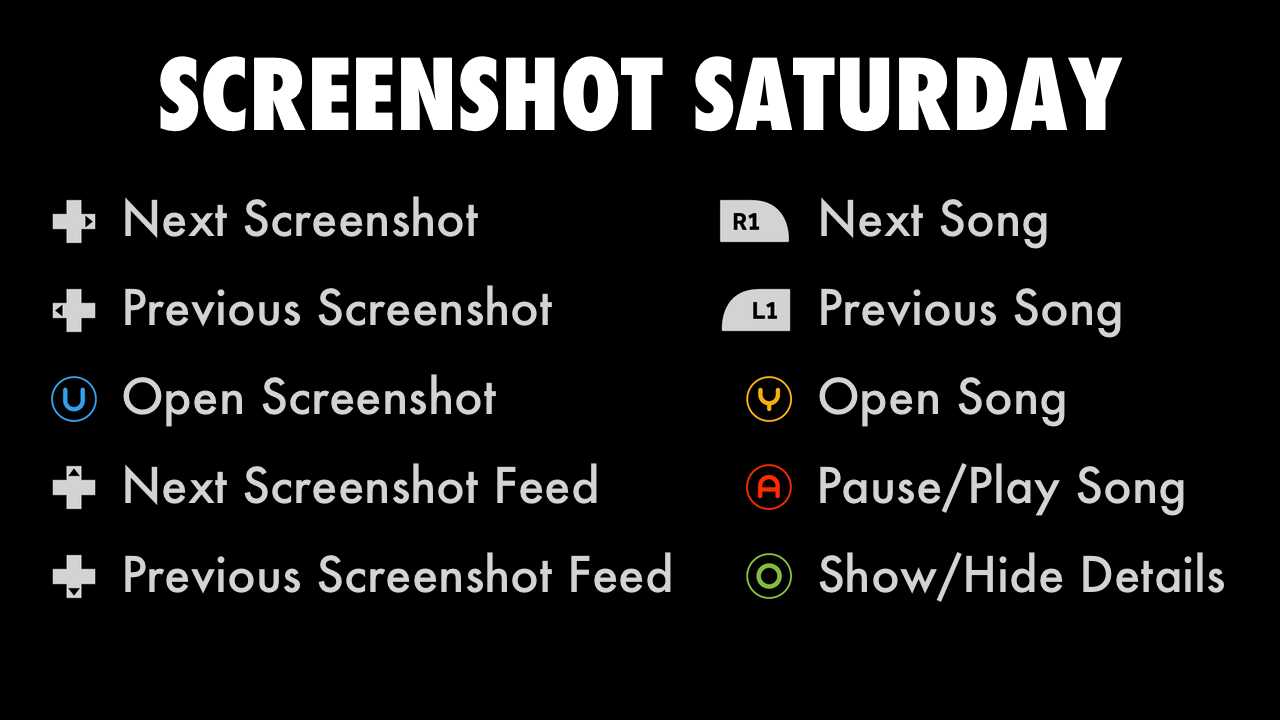 SCREENSHOT SATURDAY
Next Screenshot
Previous Screenshot
U Open Screenshot
Next Screenshot Feed
Previous Screenshot Feed
R1 Next Song
L1 Previous Song
Y Open Song
A Pause/Play Song
O Show/Hide Details